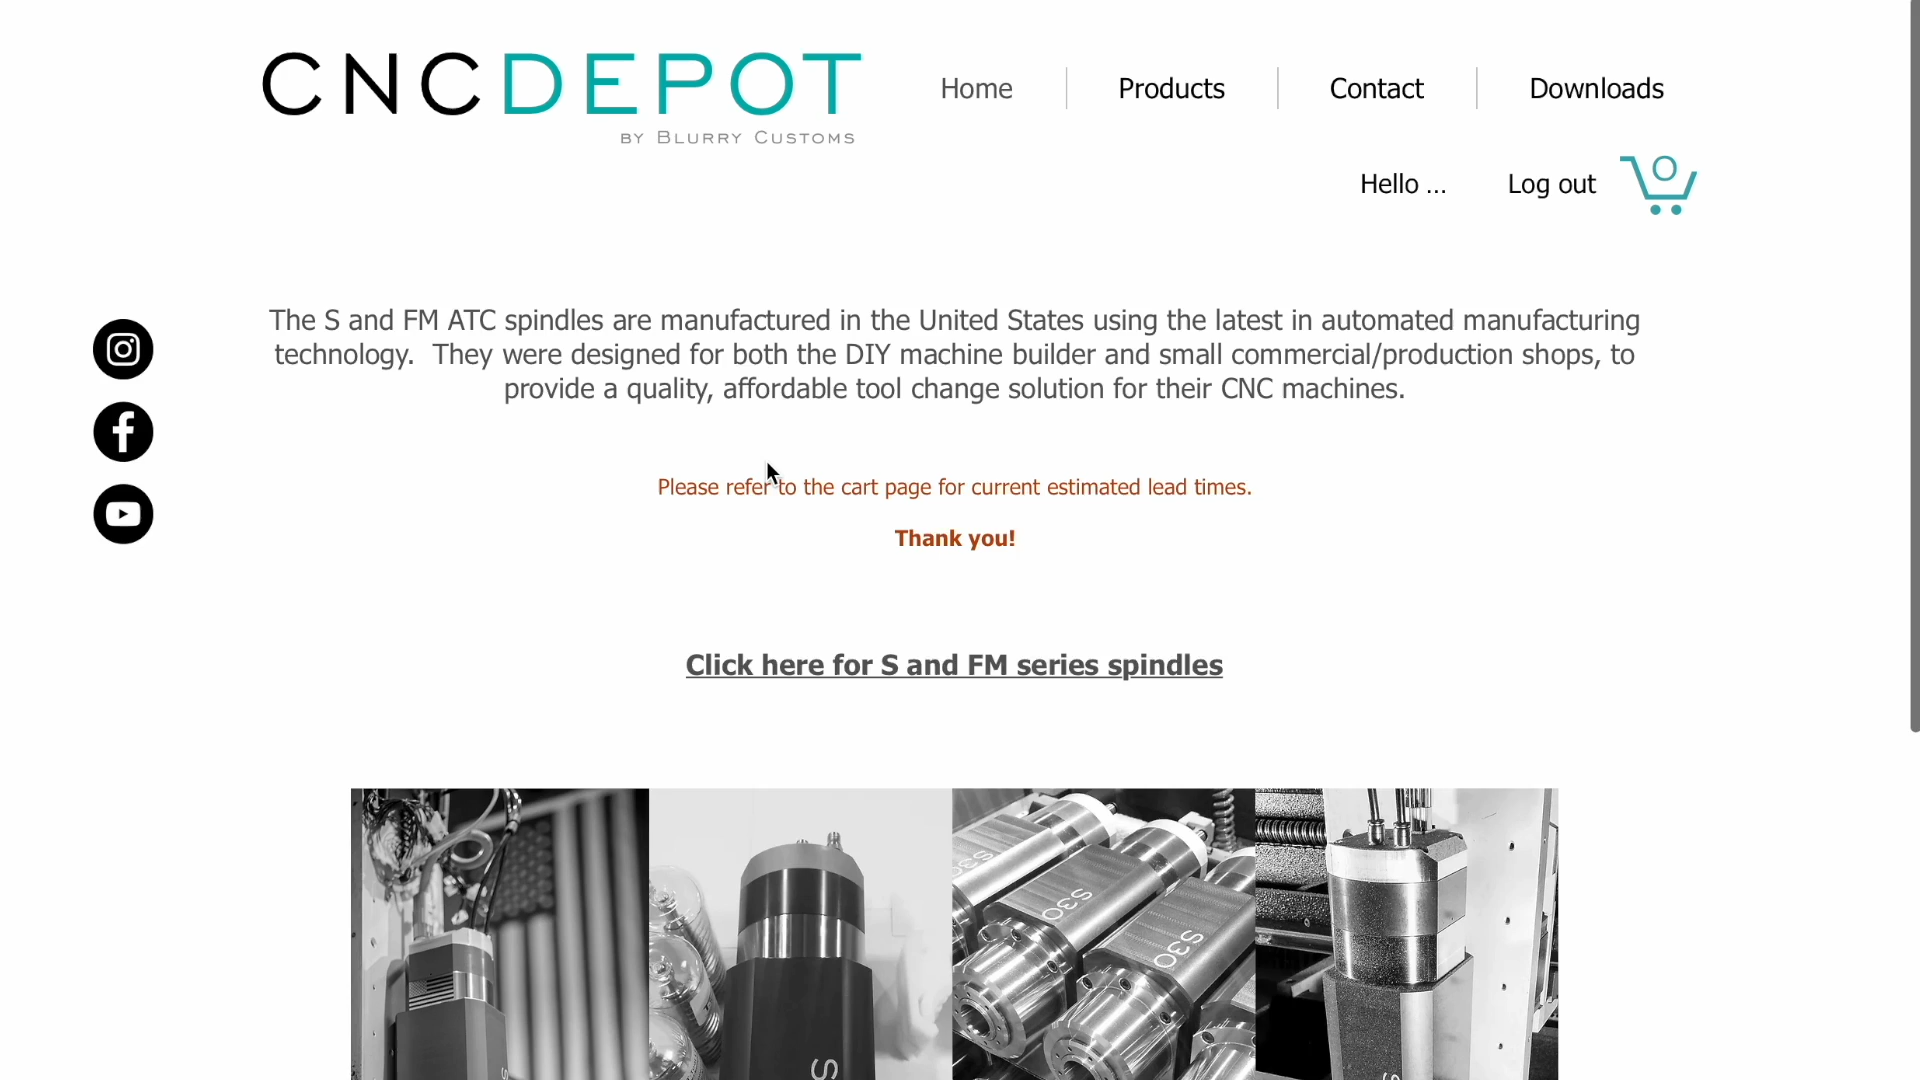 CNCDEPOT
BY BLURRY CUSTOMS
Home
Products
Contact
Downloads
Hello ...
Log out
0
The S and FM ATC spindles are manufactured in the United States using the latest in automated manufacturing
technology. They were designed for both the DIY machine builder and small commercial/production shops, to
provide a quality, affordable tool change solution for their CNC machines.
Please refer to the cart page for current estimated lead times.
Thank you!
Click here for S and FM series spindles
S30
S30
S30
S
S